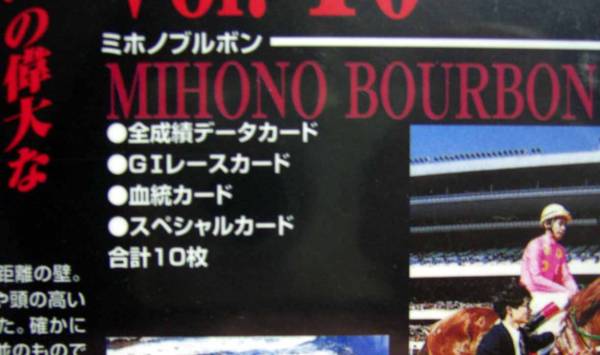 Vol. 10
ミホノブルボン
MIHONO BOURBON
●全成績データカード
●GIレースカード
●血統カード
●スペシャルカード
合計10枚
の偉大な
距離の壁。
や頭の高い
た。確かに
並のもので